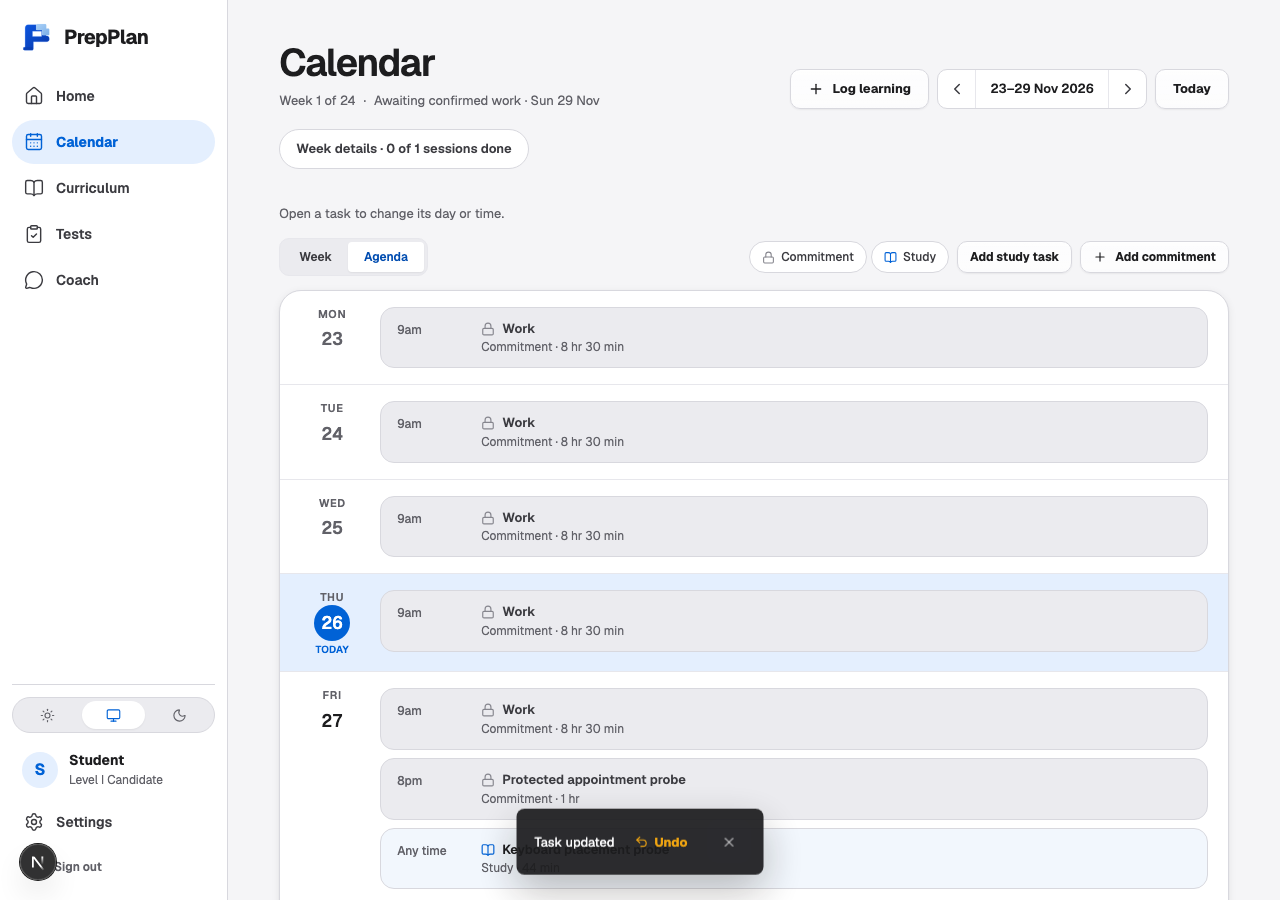 PrepPlan
Home
Calendar
Curriculum
Tests
Coach
Student
S
Level I Candidate
Settings
N
Sign out
Calendar
Week 1 of 24 · Awaiting confirmed work · Sun 29 Nov
Log learning
23–29 Nov 2026
Today
Week details · 0 of 1 sessions done
Open a task to change its day or time.
Week
Agenda
Commitment
Study
Add study task
Add commitment
MON
23
9am
Work
Commitment · 8 hr 30 min
TUE
24
9am
Work
Commitment · 8 hr 30 min
WED
25
9am
Work
Commitment · 8 hr 30 min
THU
26
TODAY
9am
Work
Commitment · 8 hr 30 min
FRI
27
9am
Work
Commitment · 8 hr 30 min
8pm
Protected appointment probe
Commitment · 1 hr
Any time
Keyboard placement probe
Study · 44 min
Task updated
Undo